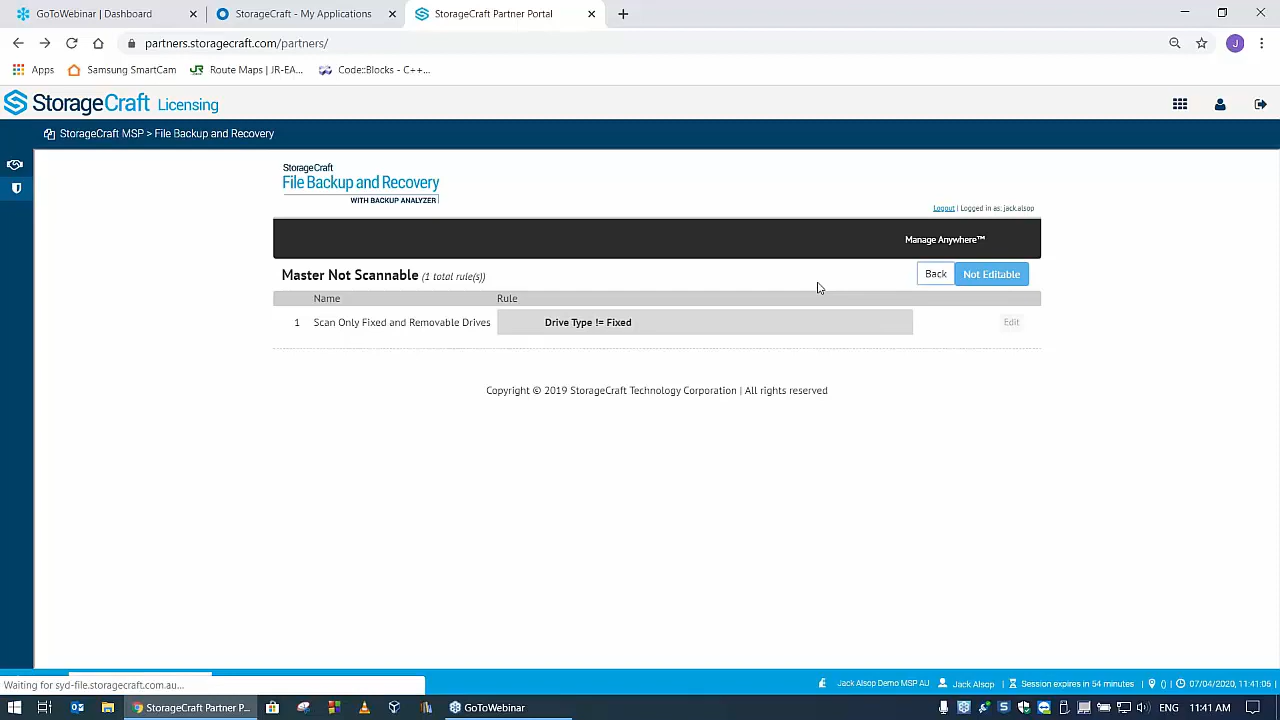 GoToWebinar | Dashboard
StorageCraft - My Applications
StorageCraft Partner Portal
partners.storagecraft.com/partners/
J
Apps
Samsung SmartCam
Route Maps | JR-EA...
Code::Blocks - C++...
StorageCraft Licensing
StorageCraft MSP > File Backup and Recovery
StorageCraft
File Backup and Recovery
WITH BACKUP ANALYZER
Logout | Logged in as: jack.alsop
Manage Anywhere™
Master Not Scannable (1 total rule(s))
Back
Not Editable
Name
Rule
1
Scan Only Fixed and Removable Drives
Drive Type != Fixed
Edit
Copyright © 2019 StorageCraft Technology Corporation | All rights reserved
Waiting for syd-file.storagecraft.com.au...
Jack Alsop Demo MSP AU
Jack Alsop |
Session expires in 54 minutes |
() |
07/04/2020, 11:41:06 |
StorageCraft Partner P...
GoToWebinar
ENG
11:41 AM